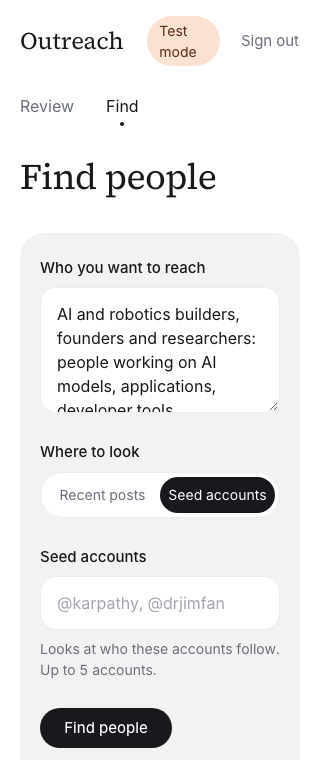 Outreach
Test
mode
Sign out
Review
Find
Find people
Who you want to reach
AI and robotics builders,
founders and researchers:
people working on AI
models, applications,
developer tools
Where to look
Recent posts
Seed accounts
Seed accounts
@karpathy, @drjimfan
Looks at who these accounts follow.
Up to 5 accounts.
Find people